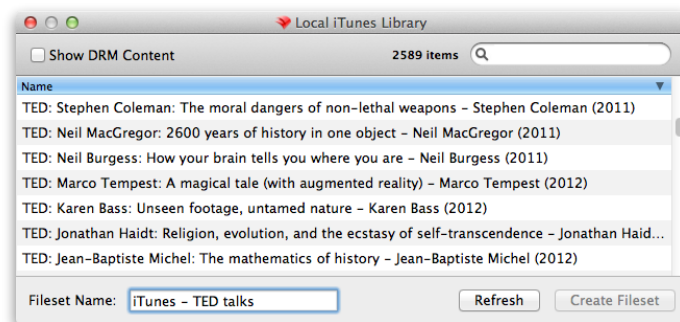 Local iTunes Library
Show DRM Content 2589 items
Name
TED: Stephen Coleman: The moral dangers of non-lethal weapons – Stephen Coleman (2011)
TED: Neil MacGregor: 2600 years of history in one object – Neil MacGregor (2011)
TED: Neil Burgess: How your brain tells you where you are – Neil Burgess (2011)
TED: Marco Tempest: A magical tale (with augmented reality) – Marco Tempest (2012)
TED: Karen Bass: Unseen footage, untamed nature – Karen Bass (2012)
TED: Jonathan Haidt: Religion, evolution, and the ecstasy of self-transcendence – Jonathan Haid...
TED: Jean-Baptiste Michel: The mathematics of history – Jean-Baptiste Michel (2012)
Fileset Name: iTunes – TED talks Refresh Create Fileset